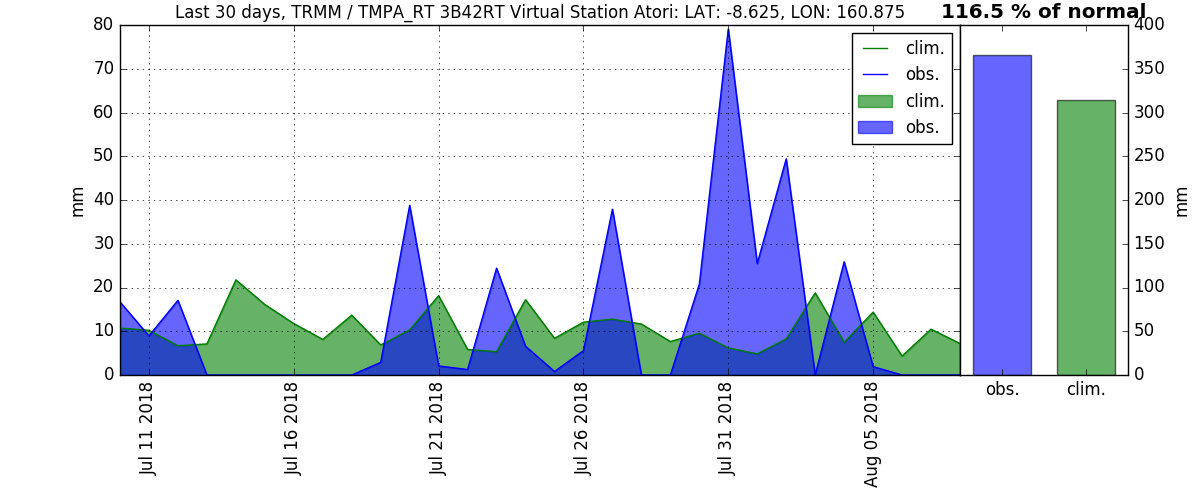 Last 30 days, TRMM / TMPA_RT 3B42RT Virtual Station Atori: LAT: -8.625, LON: 160.875
116.5 % of normal
80
70
60
50
40
30
20
10
0
mm
clim.
obs.
clim.
obs.
400
350
300
250
200
150
100
50
0
mm
Jul 11 2018
Jul 16 2018
Jul 21 2018
Jul 26 2018
Jul 31 2018
Aug 05 2018
obs.
clim.